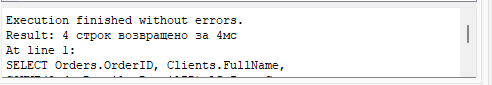 Execution finished without errors.
Result: 4 строк возвращено за 4мс
At line 1:
SELECT Orders.OrderID, Clients.FullName,